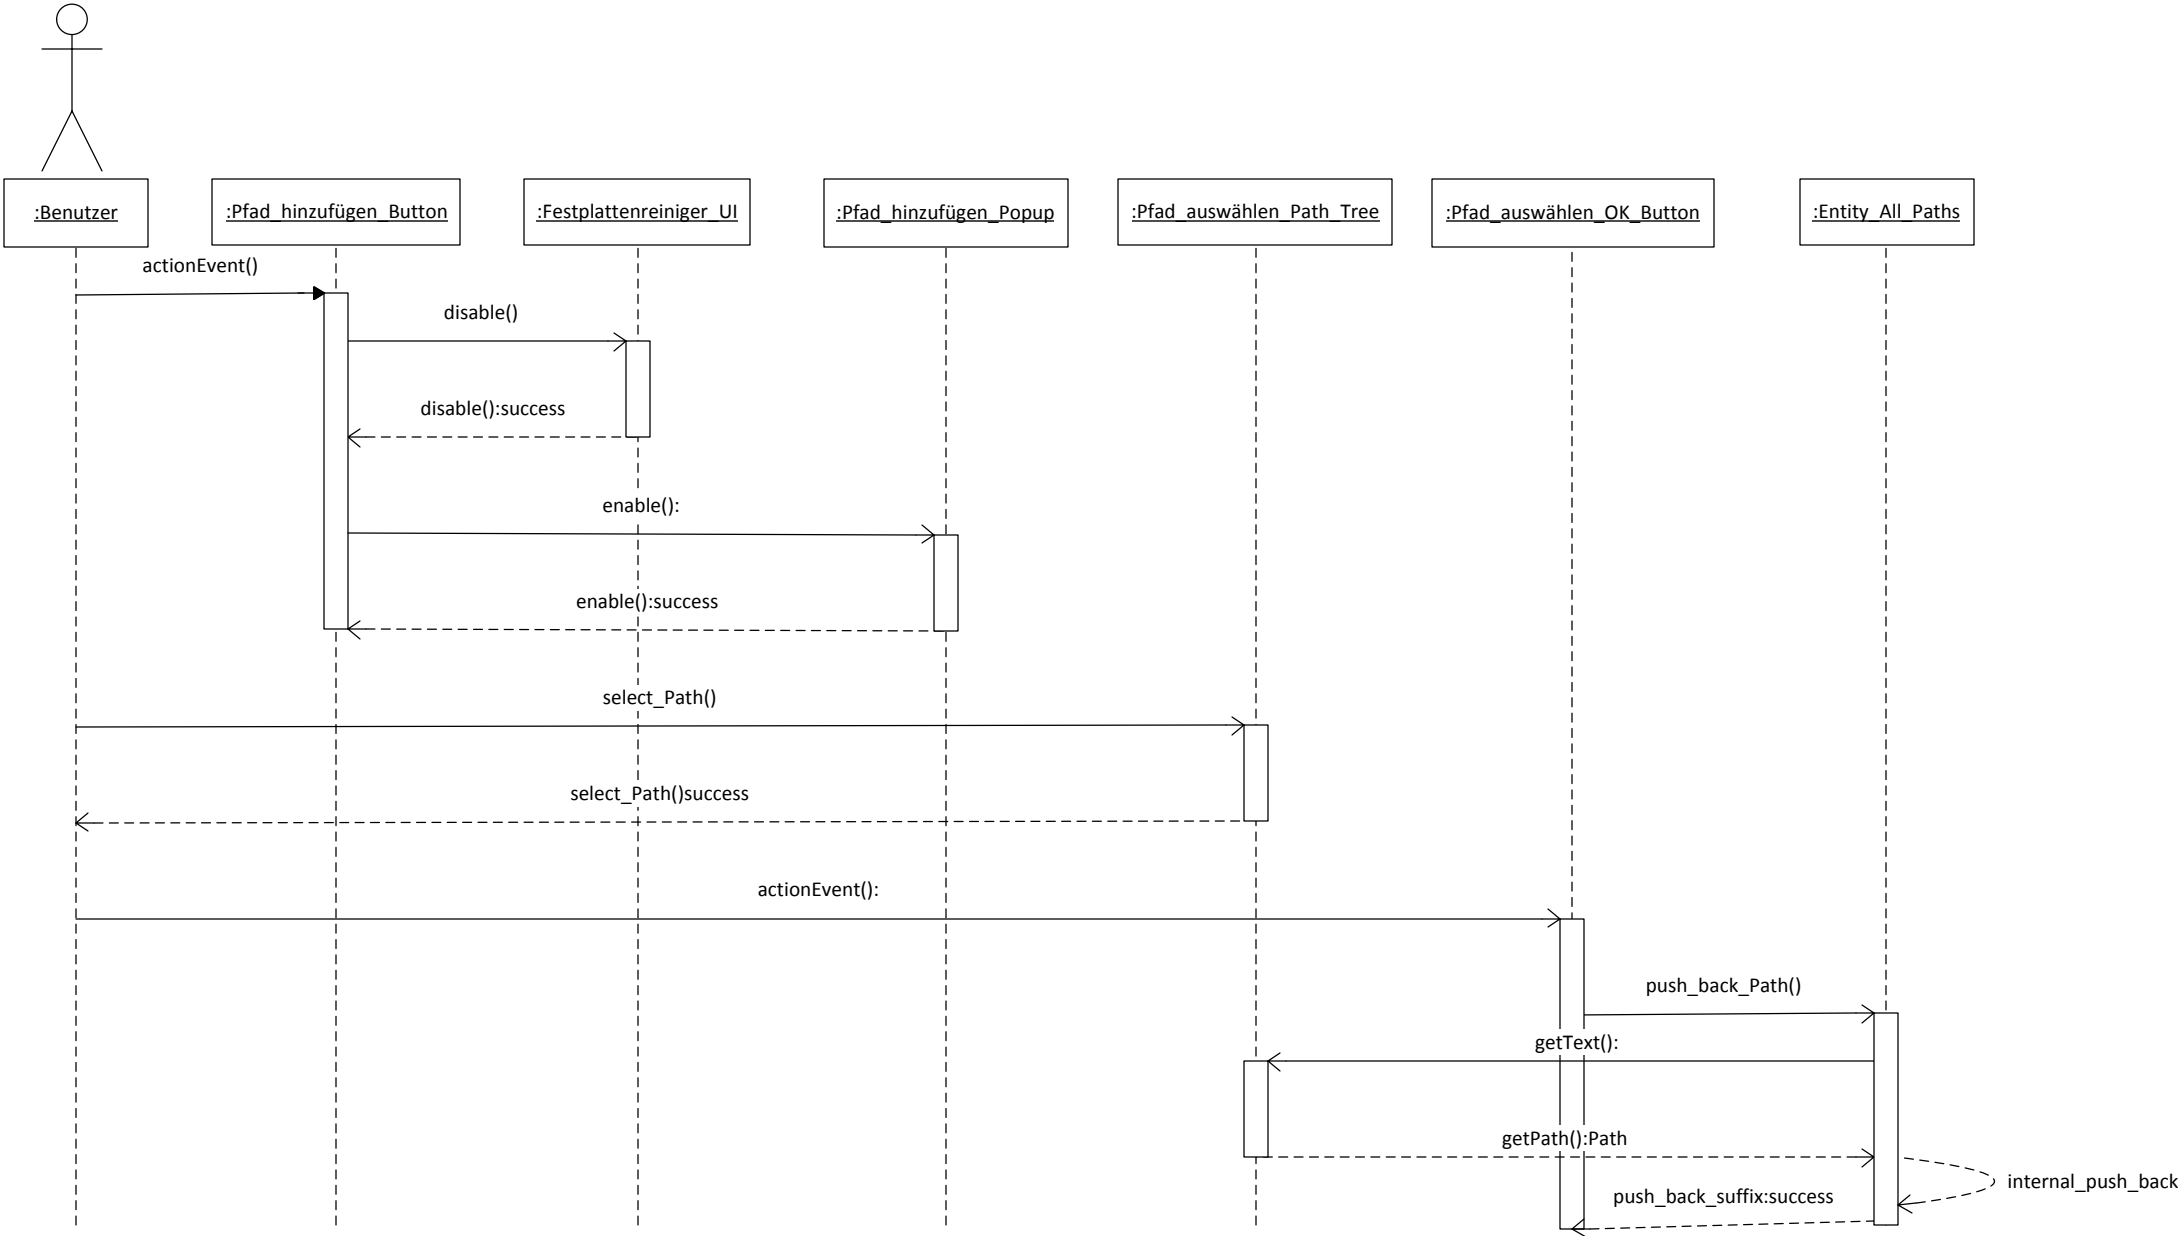 :Benutzer
:Pfad_hinzufügen_Button
:Festplattenreiniger_UI
:Pfad_hinzufügen_Popup
:Pfad_auswählen_Path_Tree
:Pfad_auswählen_OK_Button
:Entity_All_Paths
actionEvent()
disable()
disable():success
enable():
enable():success
select_Path()
select_Path()success
actionEvent():
push_back_Path()
getText():
getPath():Path
internal_push_back
push_back_suffix:success